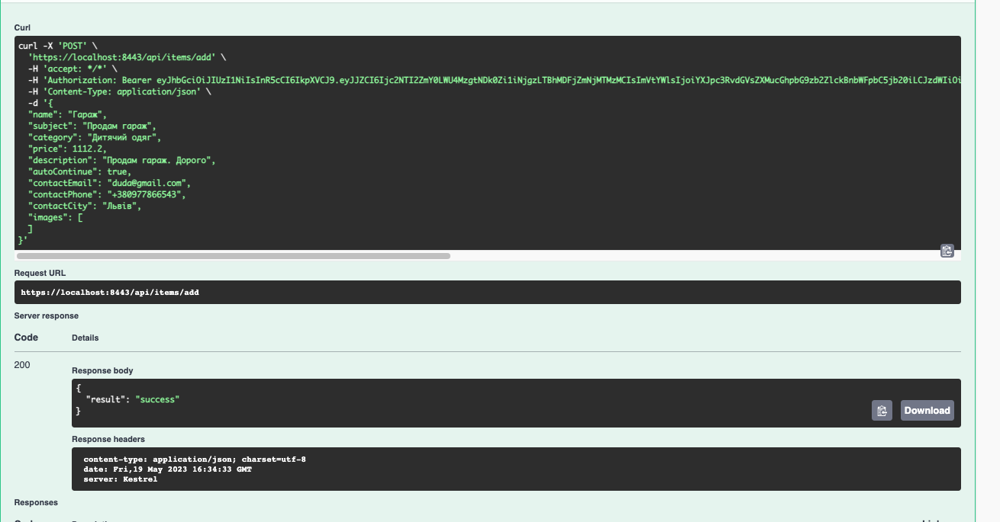 Curl
curl -X 'POST' \
'https://localhost:8443/api/items/add' \
-H 'accept: */*' \
-H 'Authorization: Bearer eyJhbGciOiJIUzI1NiIsInR5cCI6IkpXVCJ9.eyJJZCI6Ijc2NTI2ZmY0LWU4MzgtNDk0Zi1iNjgzLTBhMDFjZmNjMTMzMCIsImVtYWlsIjoiYXJpc3RvdGVsZXMucGhpbG9zb2ZlckBnbWFpbC5jb20iLCJzdWIiOi
-H 'Content-Type: application/json' \
-d '{
"name": "Гараж",
"subject": "Продам гараж",
"category": "Дитячий одяг",
"price": 1112.2,
"description": "Продам гараж. Дорого",
"autoContinue": true,
"contactEmail": "duda@gmail.com",
"contactPhone": "+380977866543",
"contactCity": "Львів",
"images": [
]
}'
Request URL
https://localhost:8443/api/items/add
Server response
Code Details
200
Response body
{
"result": "success"
}
Download
Response headers
content-type: application/json; charset=utf-8
date: Fri,19 May 2023 16:34:33 GMT
server: Kestrel
Responses